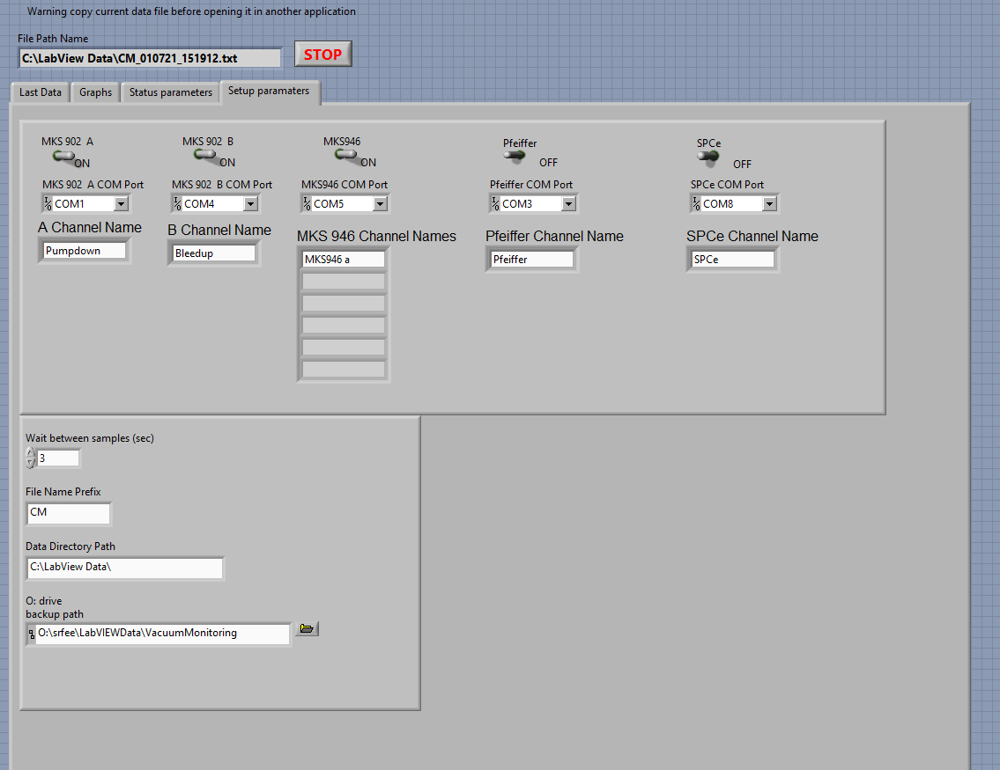 Warning copy current data file before opening it in another application
File Path Name
C:\LabView Data\CM_010721_151912.txt
STOP
Last Data Graphs Status parameters Setup paramaters
MKS 902 A MKS 902 B MKS946 Pfeiffer SPCe
ON ON ON OFF OFF
MKS 902 A COM Port MKS 902 B COM Port MKS946 COM Port Pfeiffer COM Port SPCe COM Port
COM1 COM4 COM5 COM3 COM8
A Channel Name B Channel Name MKS 946 Channel Names Pfeiffer Channel Name SPCe Channel Name
Pumpdown Bleedup MKS946 a Pfeiffer SPCe
Wait between samples (sec)
3
File Name Prefix
CM
Data Directory Path
C:\LabView Data\
O: drive
backup path
O:\srfee\LabVIEWData\VacuumMonitoring